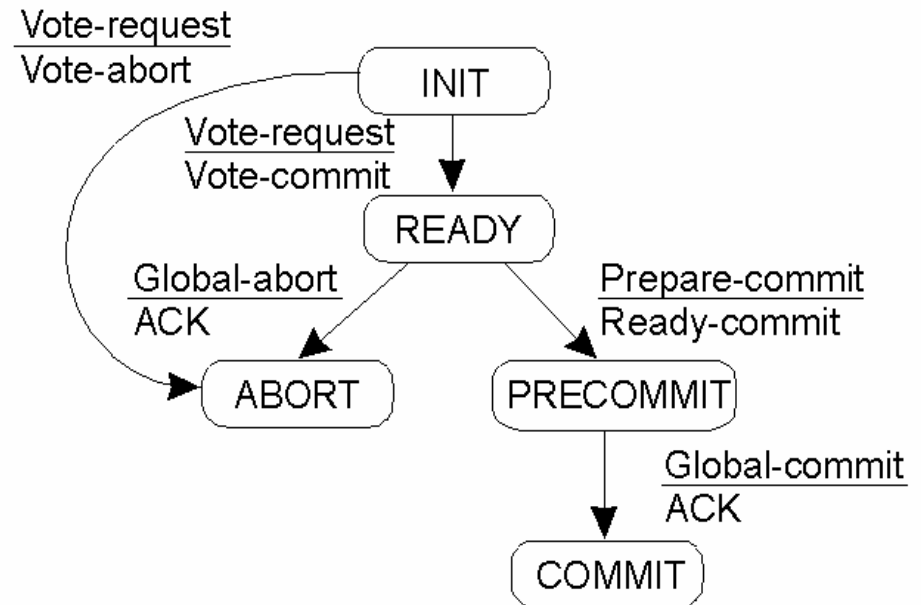 Vote-request
Vote-abort
INIT
Vote-request
Vote-commit
READY
Global-abort
ACK
Prepare-commit
Ready-commit
ABORT
PRECOMMIT
Global-commit
ACK
COMMIT